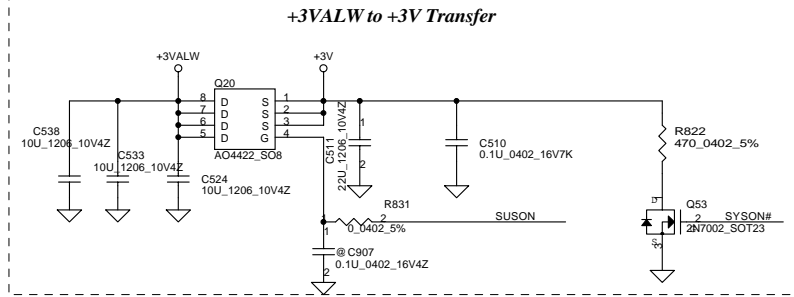 +3VALW to +3V Transfer
+3VALW
+3V
Q20
8 D S 1
7 D S 2
6 D S 3
5 D G 4
AO4422_SO8
C538
10U_1206_10V4Z
C533
10U_1206_10V4Z
C524
10U_1206_10V4Z
C511
22U_1206_10V4Z
1
2
C510
0.1U_0402_16V7K
R822
470_0402_5%
R831
1 2
0_0402_5%
SUSON
1
@C907
0.1U_0402_16V4Z
2
D 1
Q53
2 SYSON#
2N7002_SOT23
S 3